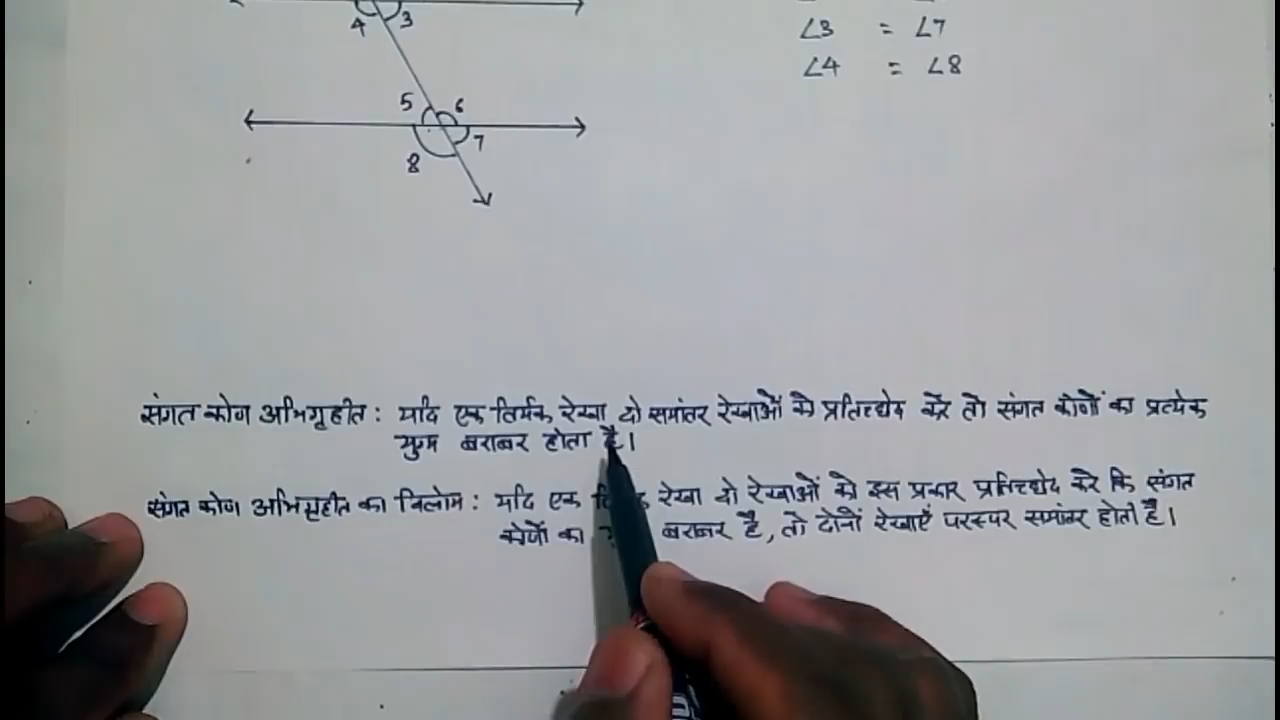 4 3
∠3 = ∠7
∠4 = ∠8
5 6
8 7
संगत कोण अभिगृहीत : यदि एक तिर्यक रेखा दो समांतर रेखाओं को प्रतिच्छेद करे तो संगत कोणों का प्रत्येक
युग्म बराबर होता है।
संगत कोण अभिगृहीत का विलोम : यदि एक रेखा दो रेखाओं को इस प्रकार प्रतिच्छेद करे कि संगत
कोणों का बराबर है, तो दोनों रेखाएँ परस्पर समांतर होती है।